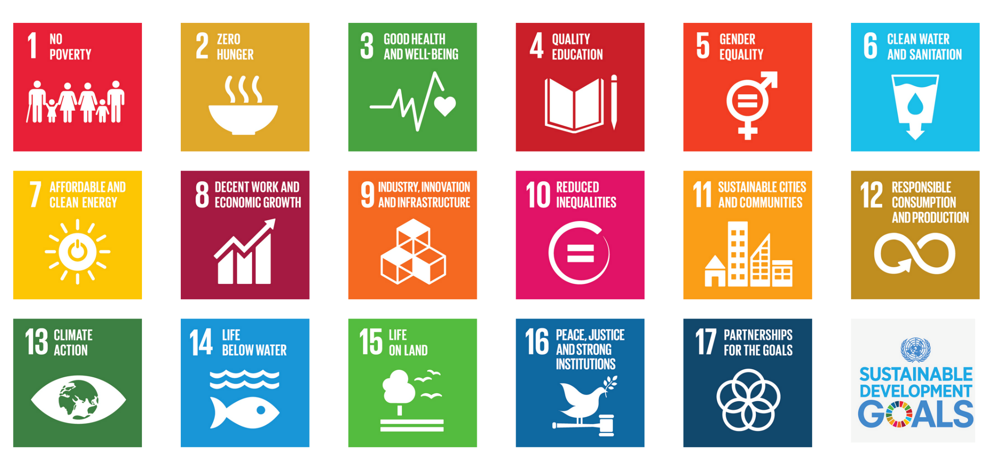 1 NO
POVERTY
2 ZERO
HUNGER
3 GOOD HEALTH
AND WELL-BEING
4 QUALITY
EDUCATION
5 GENDER
EQUALITY
6 CLEAN WATER
AND SANITATION
7 AFFORDABLE AND
CLEAN ENERGY
8 DECENT WORK AND
ECONOMIC GROWTH
9 INDUSTRY, INNOVATION
AND INFRASTRUCTURE
10 REDUCED
INEQUALITIES
11 SUSTAINABLE CITIES
AND COMMUNITIES
12 RESPONSIBLE
CONSUMPTION
AND PRODUCTION
13 CLIMATE
ACTION
14 LIFE
BELOW WATER
15 LIFE
ON LAND
16 PEACE, JUSTICE
AND STRONG
INSTITUTIONS
17 PARTNERSHIPS
FOR THE GOALS
SUSTAINABLE
DEVELOPMENT
GOALS